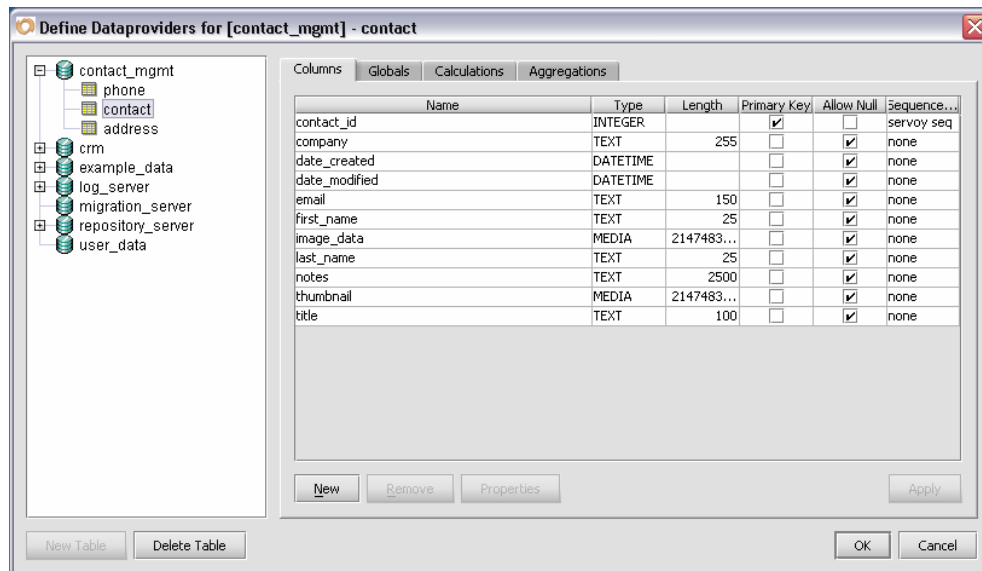 Define Dataproviders for [contact_mgmt] - contact
contact_mgmt
phone
contact
address
crm
example_data
log_server
migration_server
repository_server
user_data
Columns Globals Calculations Aggregations
Name Type Length Primary Key Allow Null Sequence...
contact_id INTEGER servoy seq
company TEXT 255 none
date_created DATETIME none
date_modified DATETIME none
email TEXT 150 none
first_name TEXT 25 none
image_data MEDIA 2147483... none
last_name TEXT 25 none
notes TEXT 2500 none
thumbnail MEDIA 2147483... none
title TEXT 100 none
New Remove Properties Apply
New Table Delete Table OK Cancel